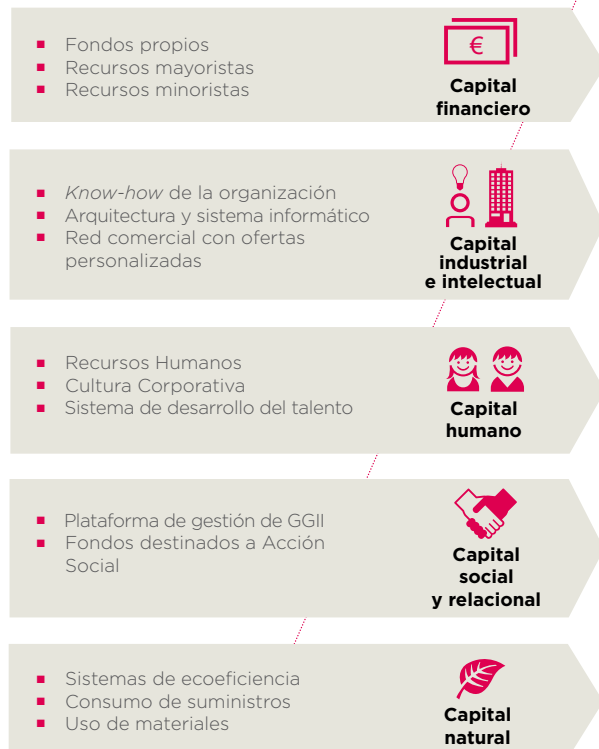 ▪ Fondos propios
▪ Recursos mayoristas
▪ Recursos minoristas
€
Capital
financiero
▪ Know-how de la organización
▪ Arquitectura y sistema informático
▪ Red comercial con ofertas
personalizadas
Capital
industrial
e intelectual
▪ Recursos Humanos
▪ Cultura Corporativa
▪ Sistema de desarrollo del talento
Capital
humano
▪ Plataforma de gestión de GGII
▪ Fondos destinados a Acción
Social
Capital
social
y relacional
▪ Sistemas de ecoeficiencia
▪ Consumo de suministros
▪ Uso de materiales
Capital
natural